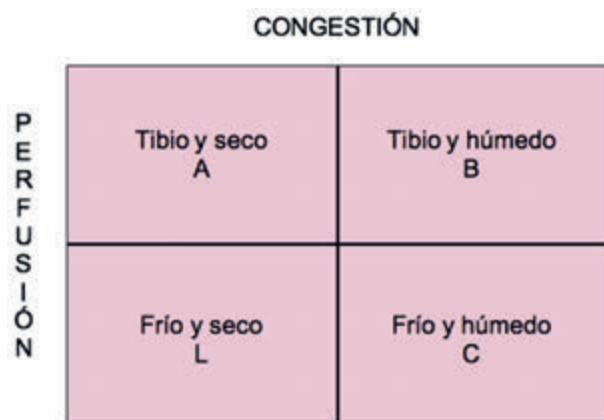 CONGESTIÓN
PERFUSIÓN
Tibio y seco
A
Tibio y húmedo
B
Frío y seco
L
Frío y húmedo
C